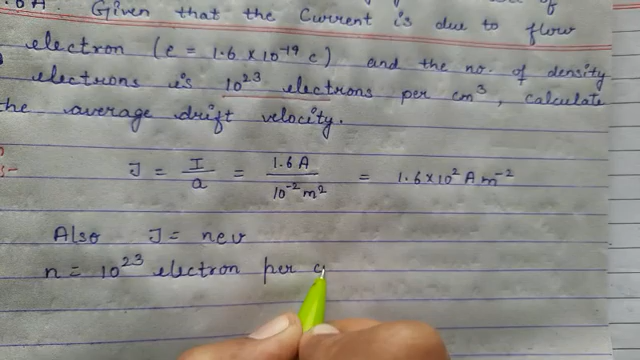 6A. Given that the current is due to flow
electron (e = 1.6 × 10⁻¹⁹ c) and the no. of density
electrons is 10²³ electrons per cm³, calculate
the average drift velocity.
J = I/a = 1.6 A/10⁻² m² = 1.6 × 10² A m⁻²
Also J = nev
n = 10²³ electron per c